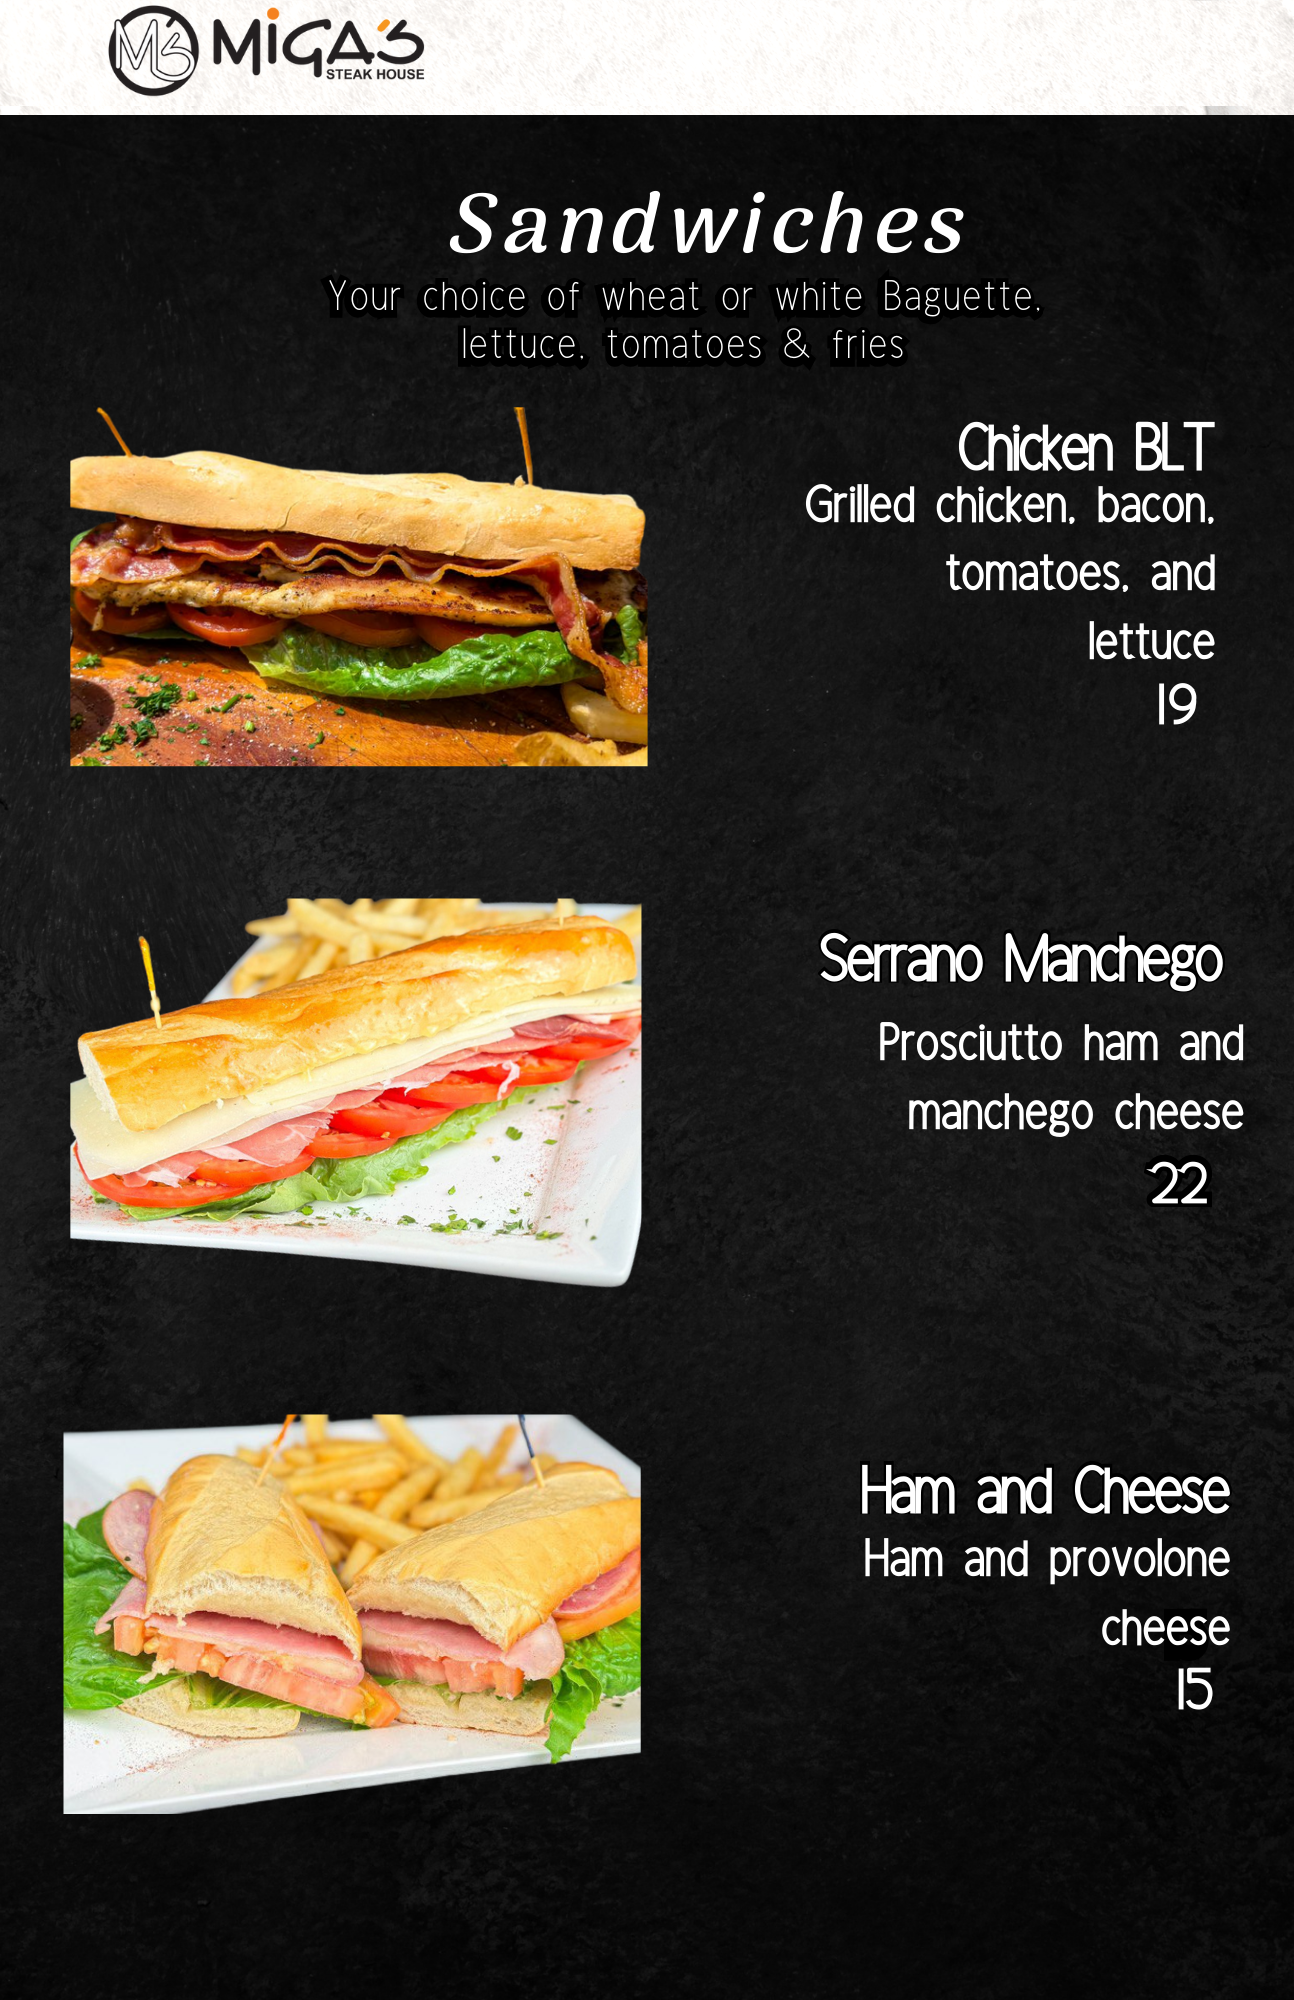 MS MiGA'S
STEAK HOUSE
Sandwiches
Your choice of wheat or white Baguette,
lettuce, tomatoes & fries
Chicken BLT
Grilled chicken, bacon,
tomatoes, and
lettuce
19
Serrano Manchego
Prosciutto ham and
manchego cheese
22
Ham and Cheese
Ham and provolone
cheese
15